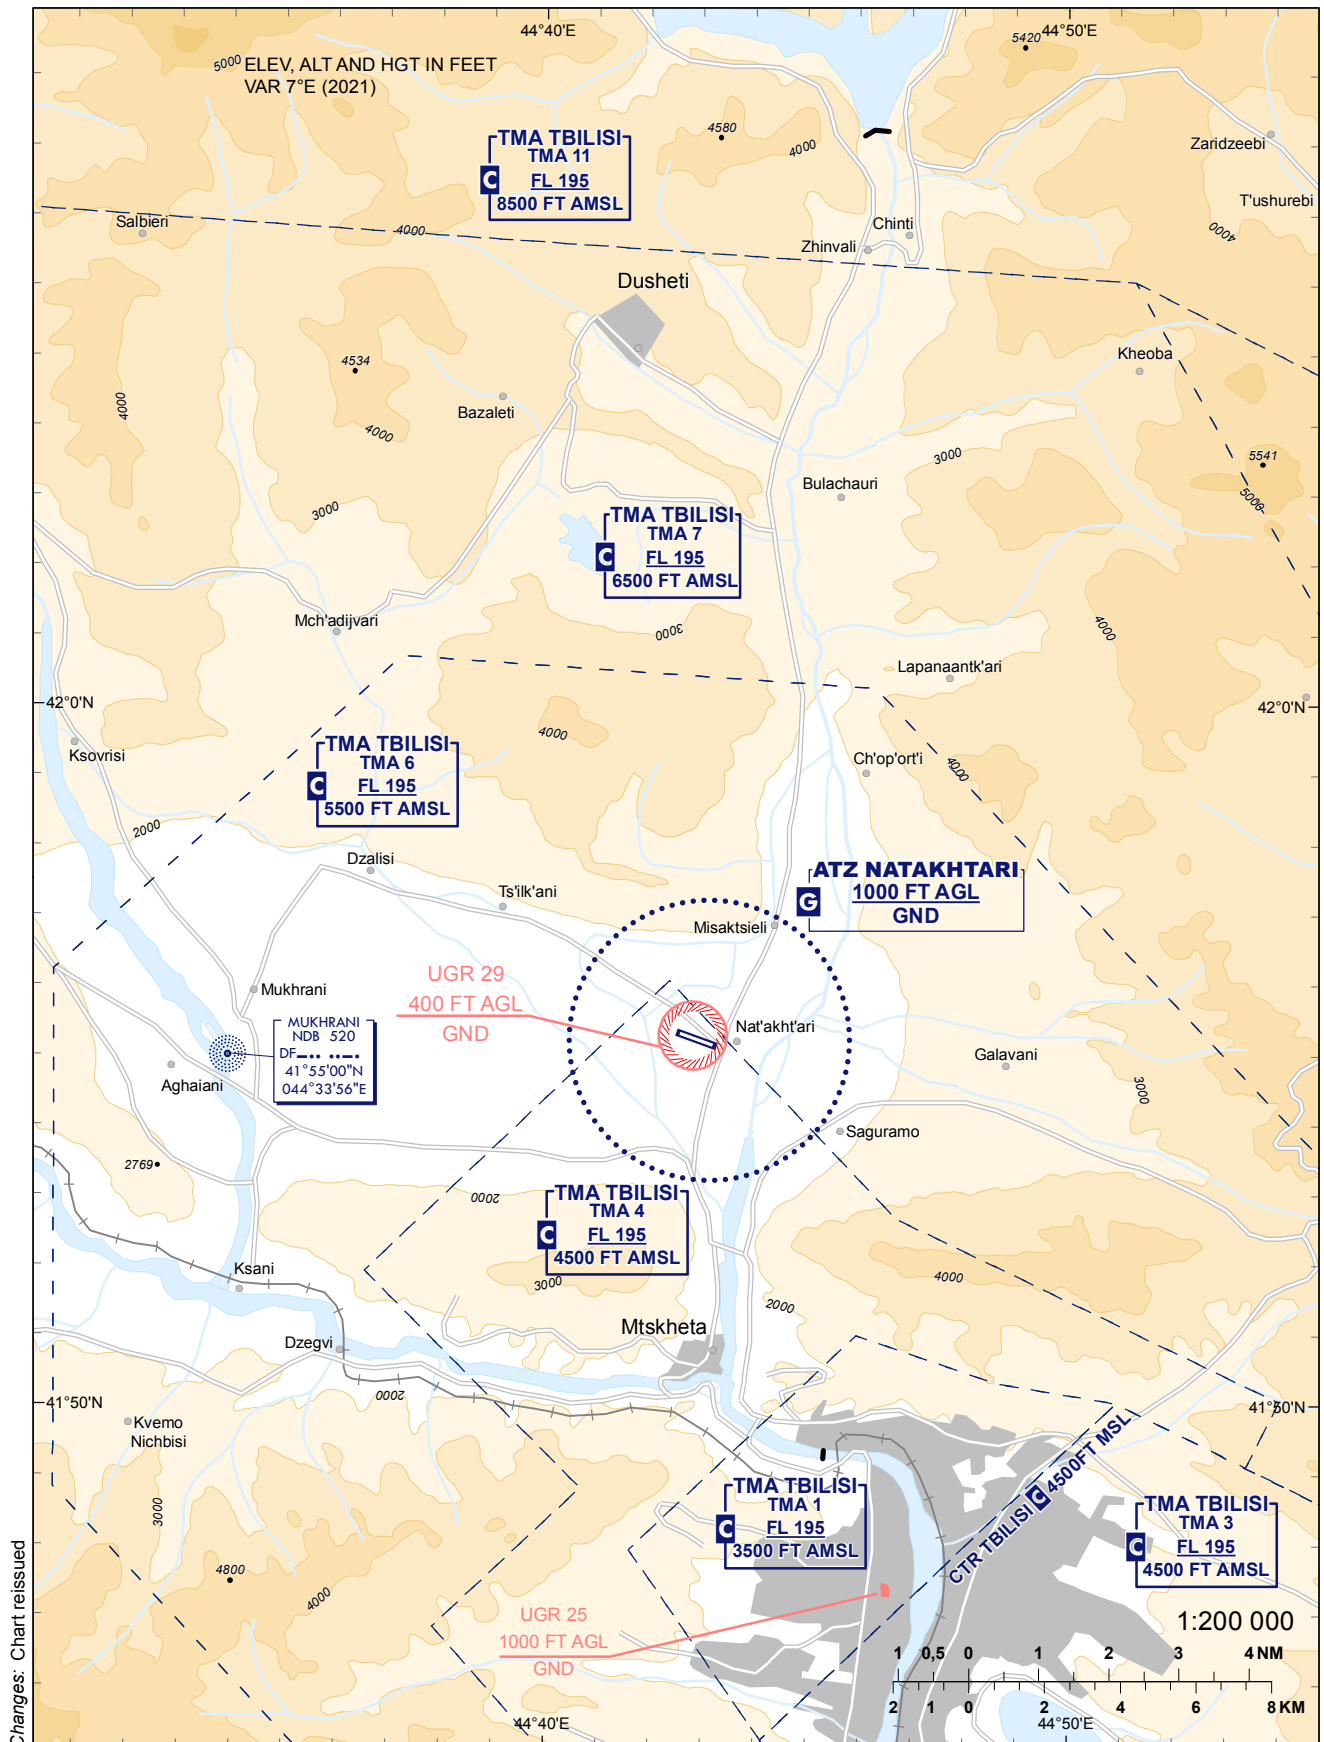 44°40'E
44°50'E
5420
5000
ELEV, ALT AND HGT IN FEET
VAR 7°E (2021)
4580
4000
Zaridzeebi
TMA TBILISI
TMA 11
C
FL 195
8500 FT AMSL
T'ushurebi
4000
Salbieri
4000
Chinti
Zhinvali
Dusheti
4534
Kheoba
4000
Bazaleti
4000
3000
5541
5000
Bulachauri
3000
TMA TBILISI
TMA 7
C
FL 195
6500 FT AMSL
Mch'adijvari
3000
4000
Lapanaantk'ari
42°0'N
42°0'N
Ksovrisi
4000
TMA TBILISI
TMA 6
C
FL 195
5500 FT AMSL
Ch'op'ort'i
4000
2000
Dzalisi
Ts'ilk'ani
ATZ NATAKHTARI
G
1000 FT AGL
GND
Misaktsieli
UGR 29
400 FT AGL
GND
Mukhrani
Nat'akht'ari
MUKHRANI
NDB 520
DF
41°55'00"N
044°33'56"E
Galavani
Aghaiani
3000
Saguramo
2769
2000
TMA TBILISI
TMA 4
C
FL 195
4500 FT AMSL
Ksani
3000
4000
2000
Mtskheta
Dzegvi
2000
41°50'N
41°50'N
Kvemo
Nichbisi
CTR TBILISI C 4500FT MSL
TMA TBILISI
TMA 1
C
FL 195
3500 FT AMSL
3000
TMA TBILISI
TMA 3
C
FL 195
4500 FT AMSL
4800
4000
UGR 25
1000 FT AGL
GND
1:200 000
1 0,5 0 1 2 3 4 NM
2 1 0 2 4 6 8 KM
44°40'E
44°50'E
Changes: Chart reissued